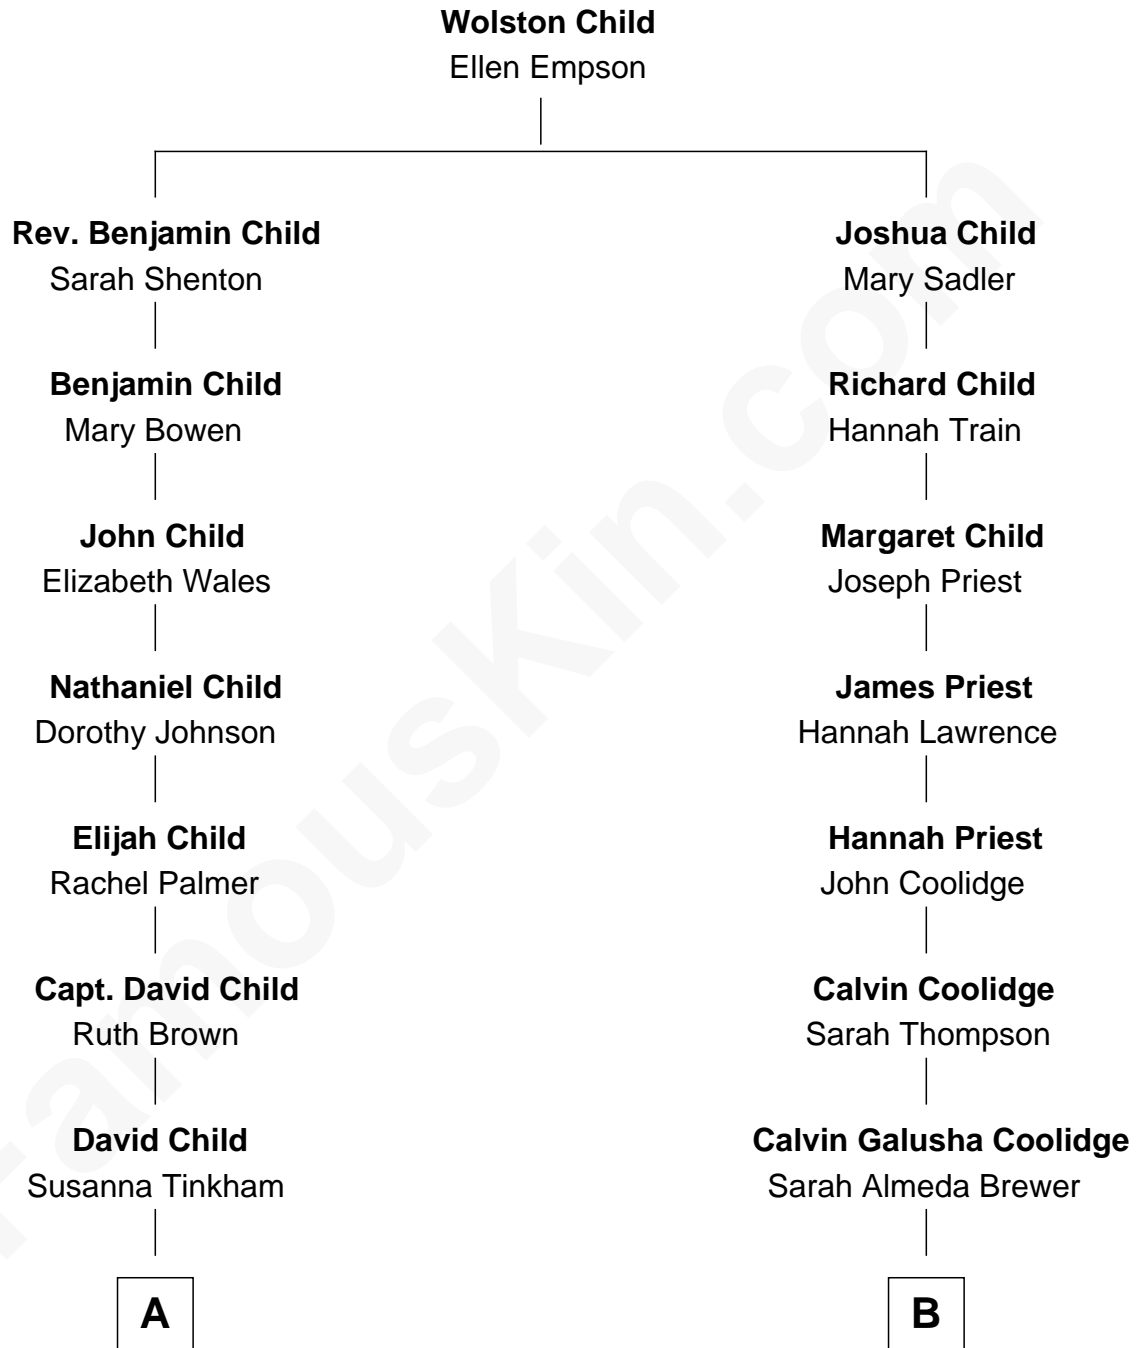 Wolston Child
Ellen Empson
Rev. Benjamin Child
Sarah Shenton
Joshua Child
Mary Sadler
Benjamin Child
Mary Bowen
Richard Child
Hannah Train
John Child
Elizabeth Wales
Margaret Child
Joseph Priest
Nathaniel Child
Dorothy Johnson
James Priest
Hannah Lawrence
Elijah Child
Rachel Palmer
Hannah Priest
John Coolidge
Capt. David Child
Ruth Brown
Calvin Coolidge
Sarah Thompson
David Child
Susanna Tinkham
Calvin Galusha Coolidge
Sarah Almeda Brewer
A
B
FamousKin.com